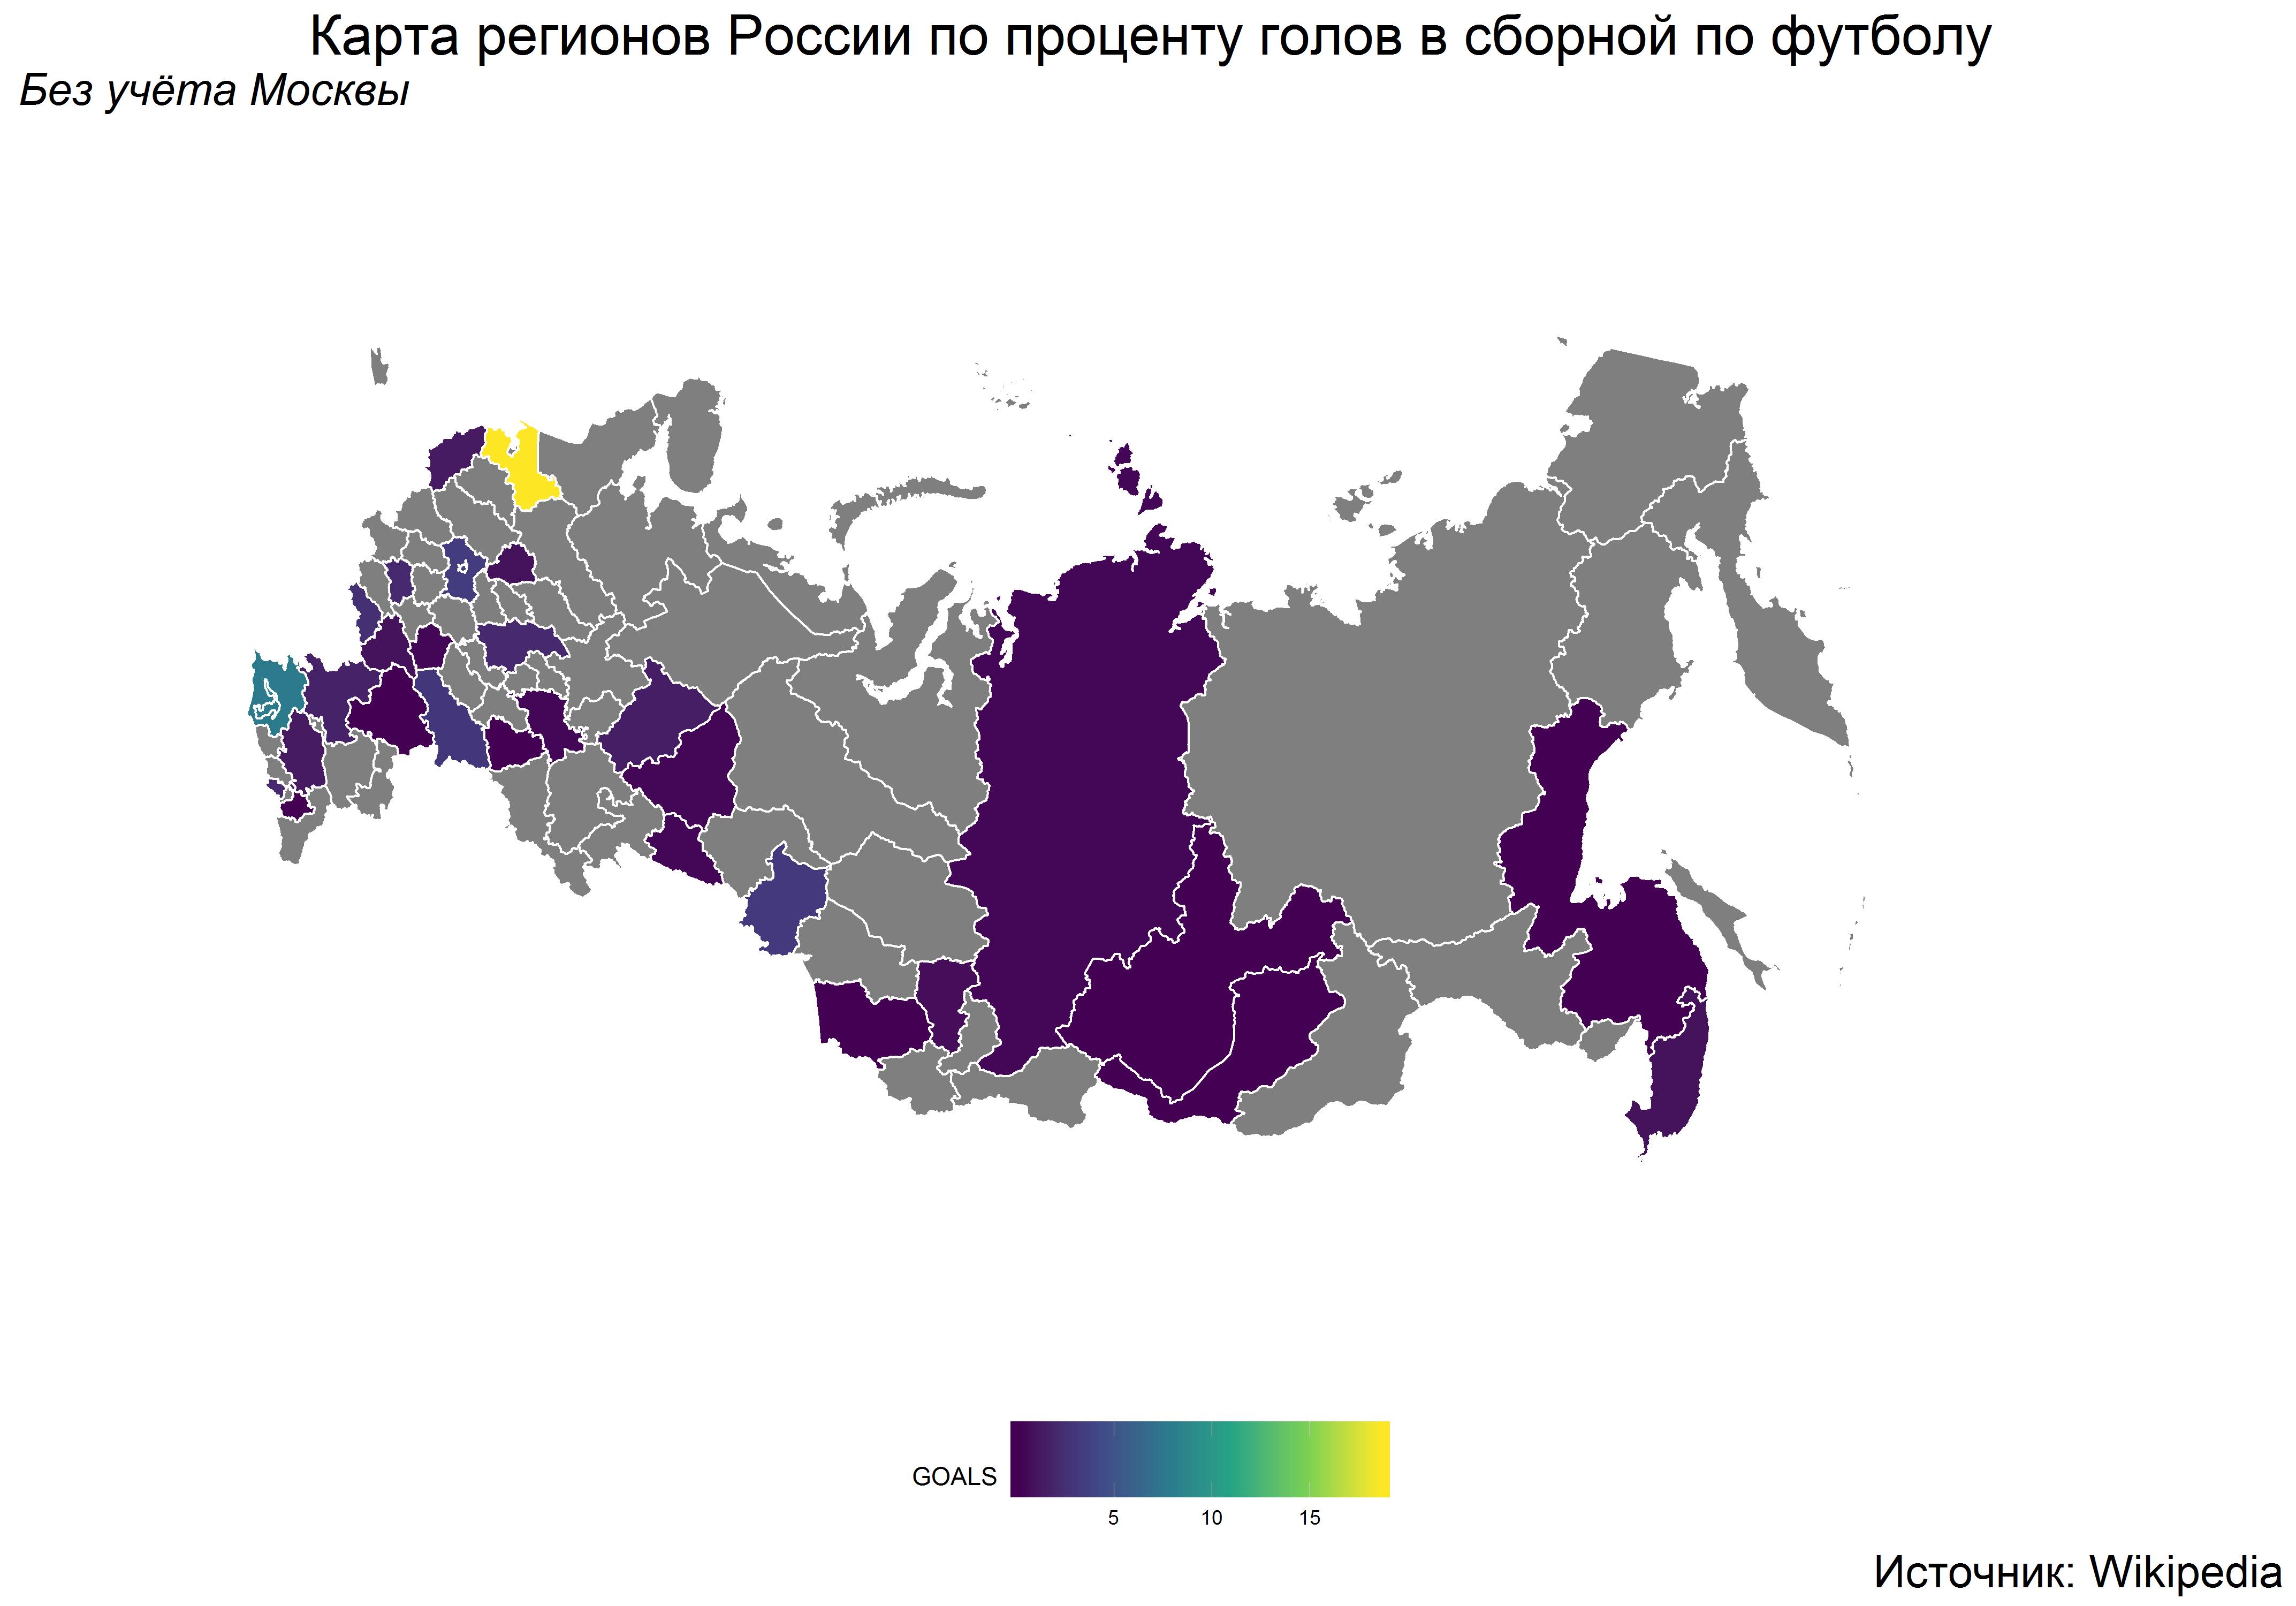 Карта регионов России по проценту голов в сборной по футболу
Без учёта Москвы
GOALS
5 10 15
Источник: Wikipedia